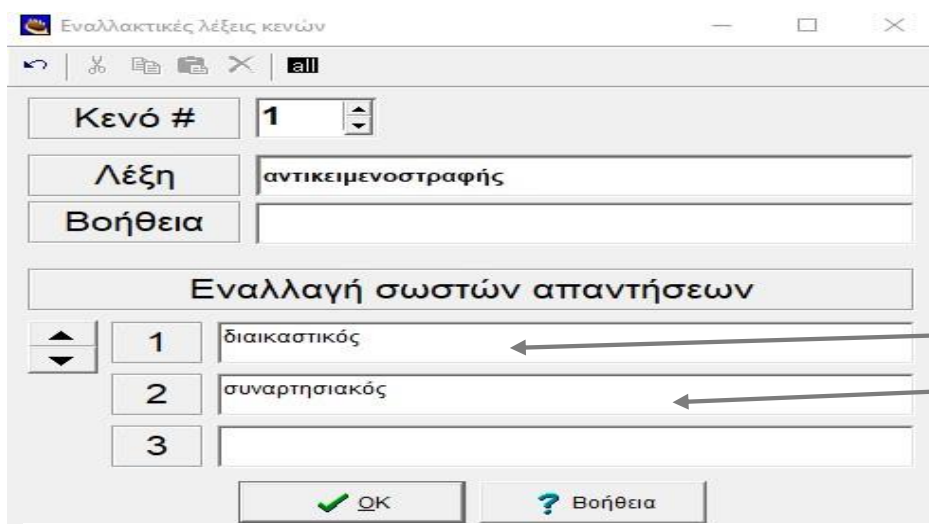 Εναλλακτικές λέξεις κενών
all
Κενό # 1
Λέξη αντικειμενοστραφής
Βοήθεια
Εναλλαγή σωστών απαντήσεων
1 διαικαστικός
2 συναρτησιακός
3
OK
Βοήθεια